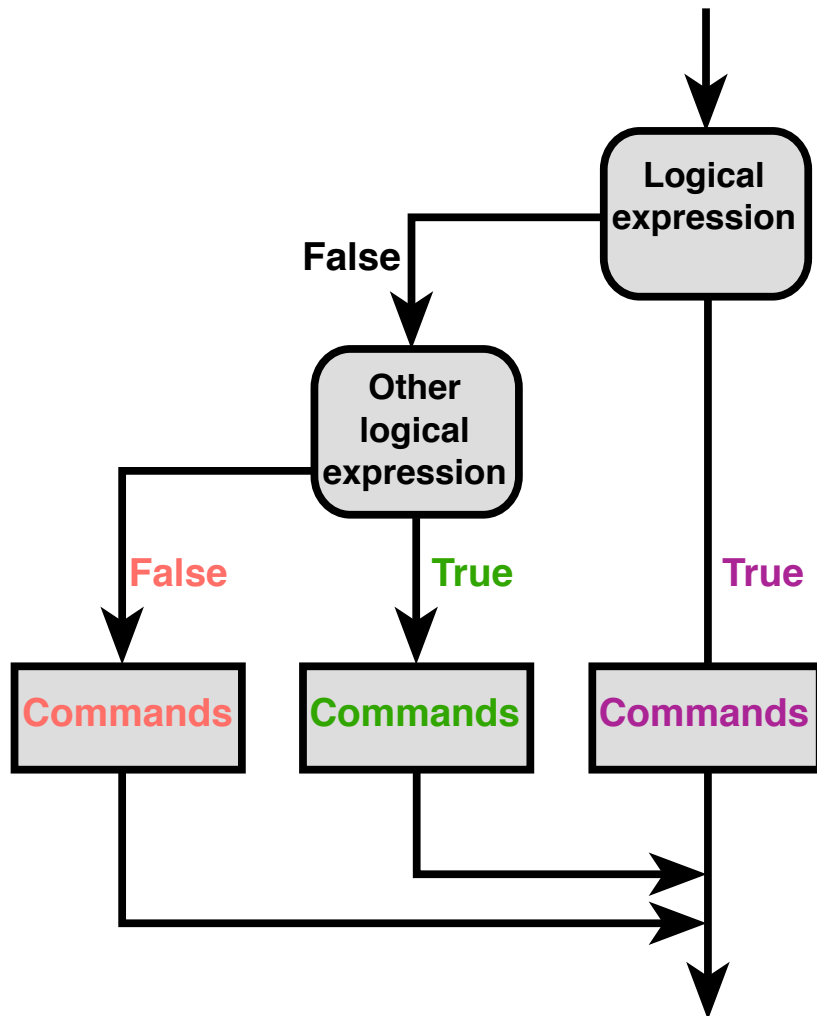 Logical
expression
False
Other
logical
expression
False
True
True
Commands
Commands
Commands